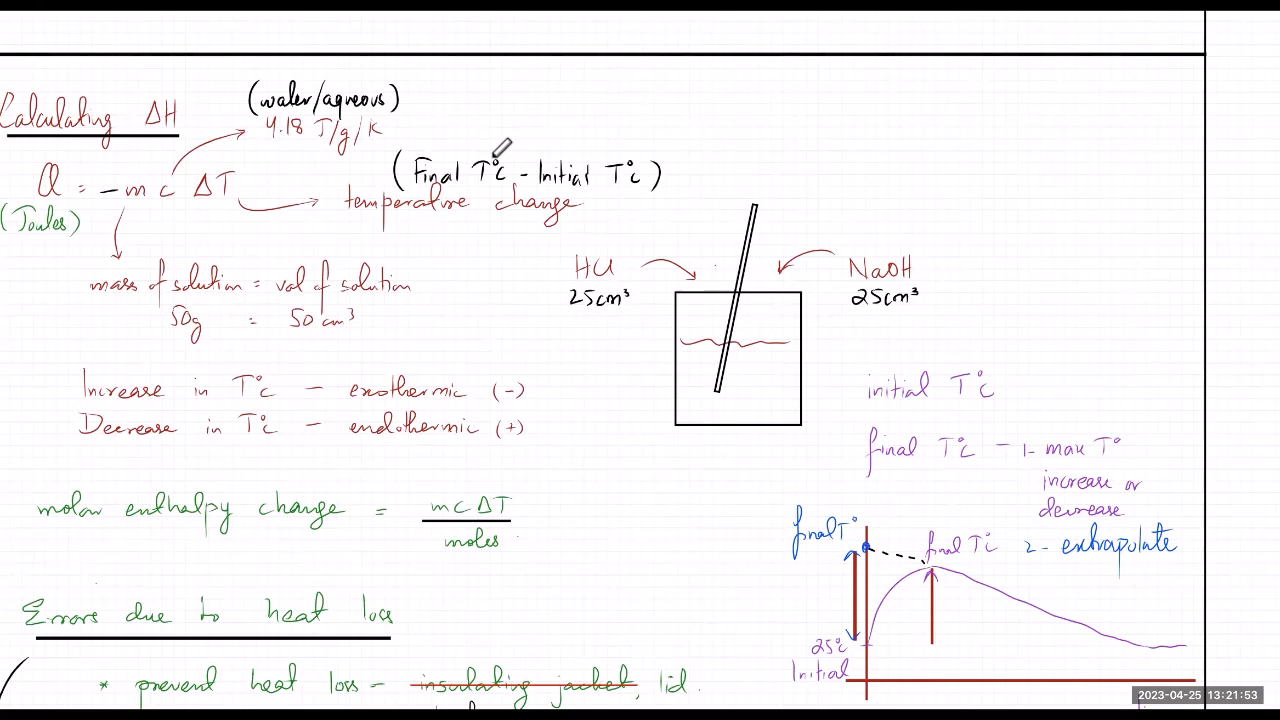 Calculating ΔH
(water/aqueous)
4.18 J/g/K
Q = -m c ΔT
(Joules)
(Final T°C - Initial T°C)
temperature change
mass of solution = vol of solution
50g = 50 cm³
HCl
25cm³
NaOH
25cm³
Increase in T°C - exothermic (-)
Decrease in T°C - endothermic (+)
initial T°C
final T°C - 1- max T°
increase or
decrease
2- extrapolate
molar enthalpy change = mcΔT
moles
final T°
final T°C
25°C
Initial
Errors due to heat loss
* prevent heat loss - insulating jacket, lid
2023-04-25 13:21:53